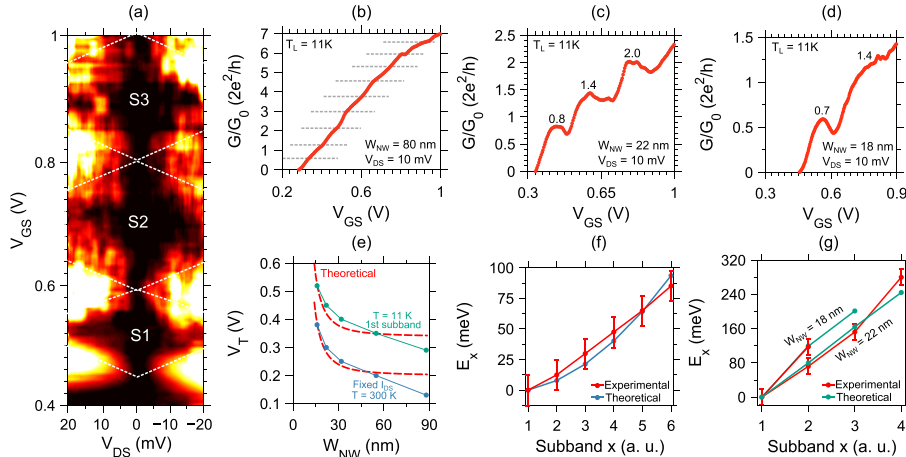 (a)
V_GS (V)
1
0.8
0.6
0.4
S3
S2
S1
20
10
0
-10
-20
V_DS (mV)
(b)
G/G_0 (2e^2/h)
7
6
5
4
3
2
1
0
T_L = 11K
W_NW = 80 nm
V_DS = 10 mV
0.2
0.6
1
V_GS (V)
(c)
G/G_0 (2e^2/h)
2.5
2
1.5
1
0.5
0
T_L = 11K
0.8
1.4
2.0
W_NW = 22 nm
V_DS = 10 mV
0.3
0.65
1
V_GS (V)
(d)
G/G_0 (2e^2/h)
1.5
1
0.5
0
T_L = 11K
0.7
1.4
W_NW = 18 nm
V_DS = 10 mV
0.3
0.6
0.9
V_GS (V)
(e)
V_T (V)
0.6
0.5
0.4
0.3
0.2
0.1
Theoretical
T = 11 K
1st subband
Fixed I_DS
T = 300 K
0
30
60
90
W_NW (nm)
(f)
E_x (meV)
100
75
50
25
0
Experimental
Theoretical
1
2
3
4
5
6
Subband x (a. u.)
(g)
E_x (meV)
320
240
160
80
0
W_NW = 18 nm
W_NW = 22 nm
Experimental
Theoretical
1
2
3
4
Subband x (a. u.)